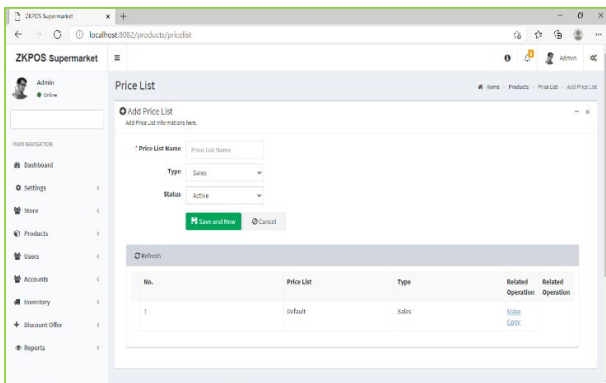 ZKPOS Supermarket
localhost:8082/products/pricelist
ZKPOS Supermarket
Admin
Admin
Online
Price List
Home - Products - Price List - Add Price List
Add Price List
Add Price List informations here.
MAIN NAVIGATION
* Price List Name
Price List Name
Dashboard
Type
Sales
Settings
Status
Active
Store
Save and New
Cancel
Products
Users
Refresh
Accounts
No. Price List Type Related Operation Related Operation
Inventory
1 Default Sales Make Copy
Discount Offer
Reports